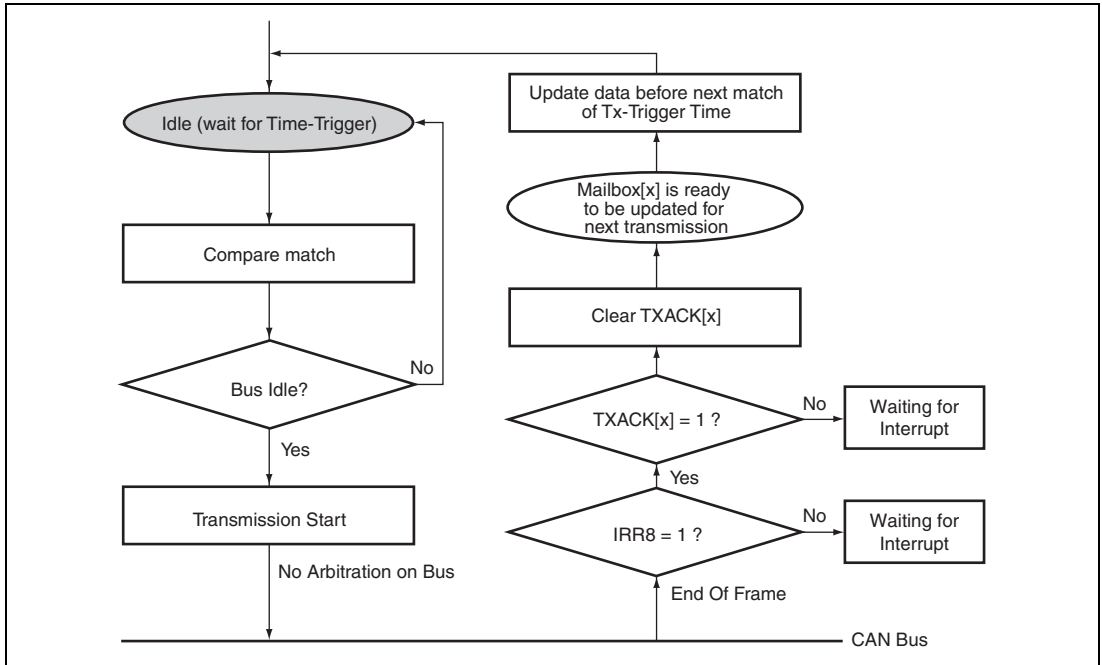 Idle (wait for Time-Trigger)
Compare match
Bus Idle?
No
Yes
Transmission Start
No Arbitration on Bus
Update data before next match
of Tx-Trigger Time
Mailbox[x] is ready
to be updated for
next transmission
Clear TXACK[x]
TXACK[x] = 1 ?
No
Waiting for
Interrupt
Yes
IRR8 = 1 ?
No
Waiting for
Interrupt
End Of Frame
CAN Bus